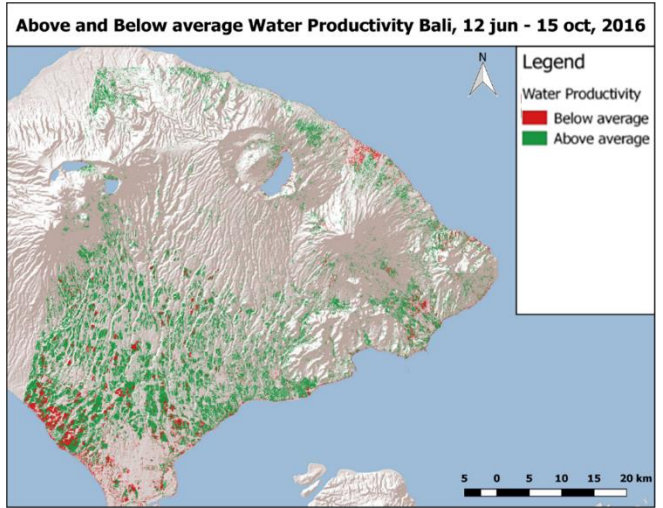 Above and Below average Water Productivity Bali, 12 jun - 15 oct, 2016
N
Legend
Water Productivity
Below average
Above average
5 0 5 10 15 20 km